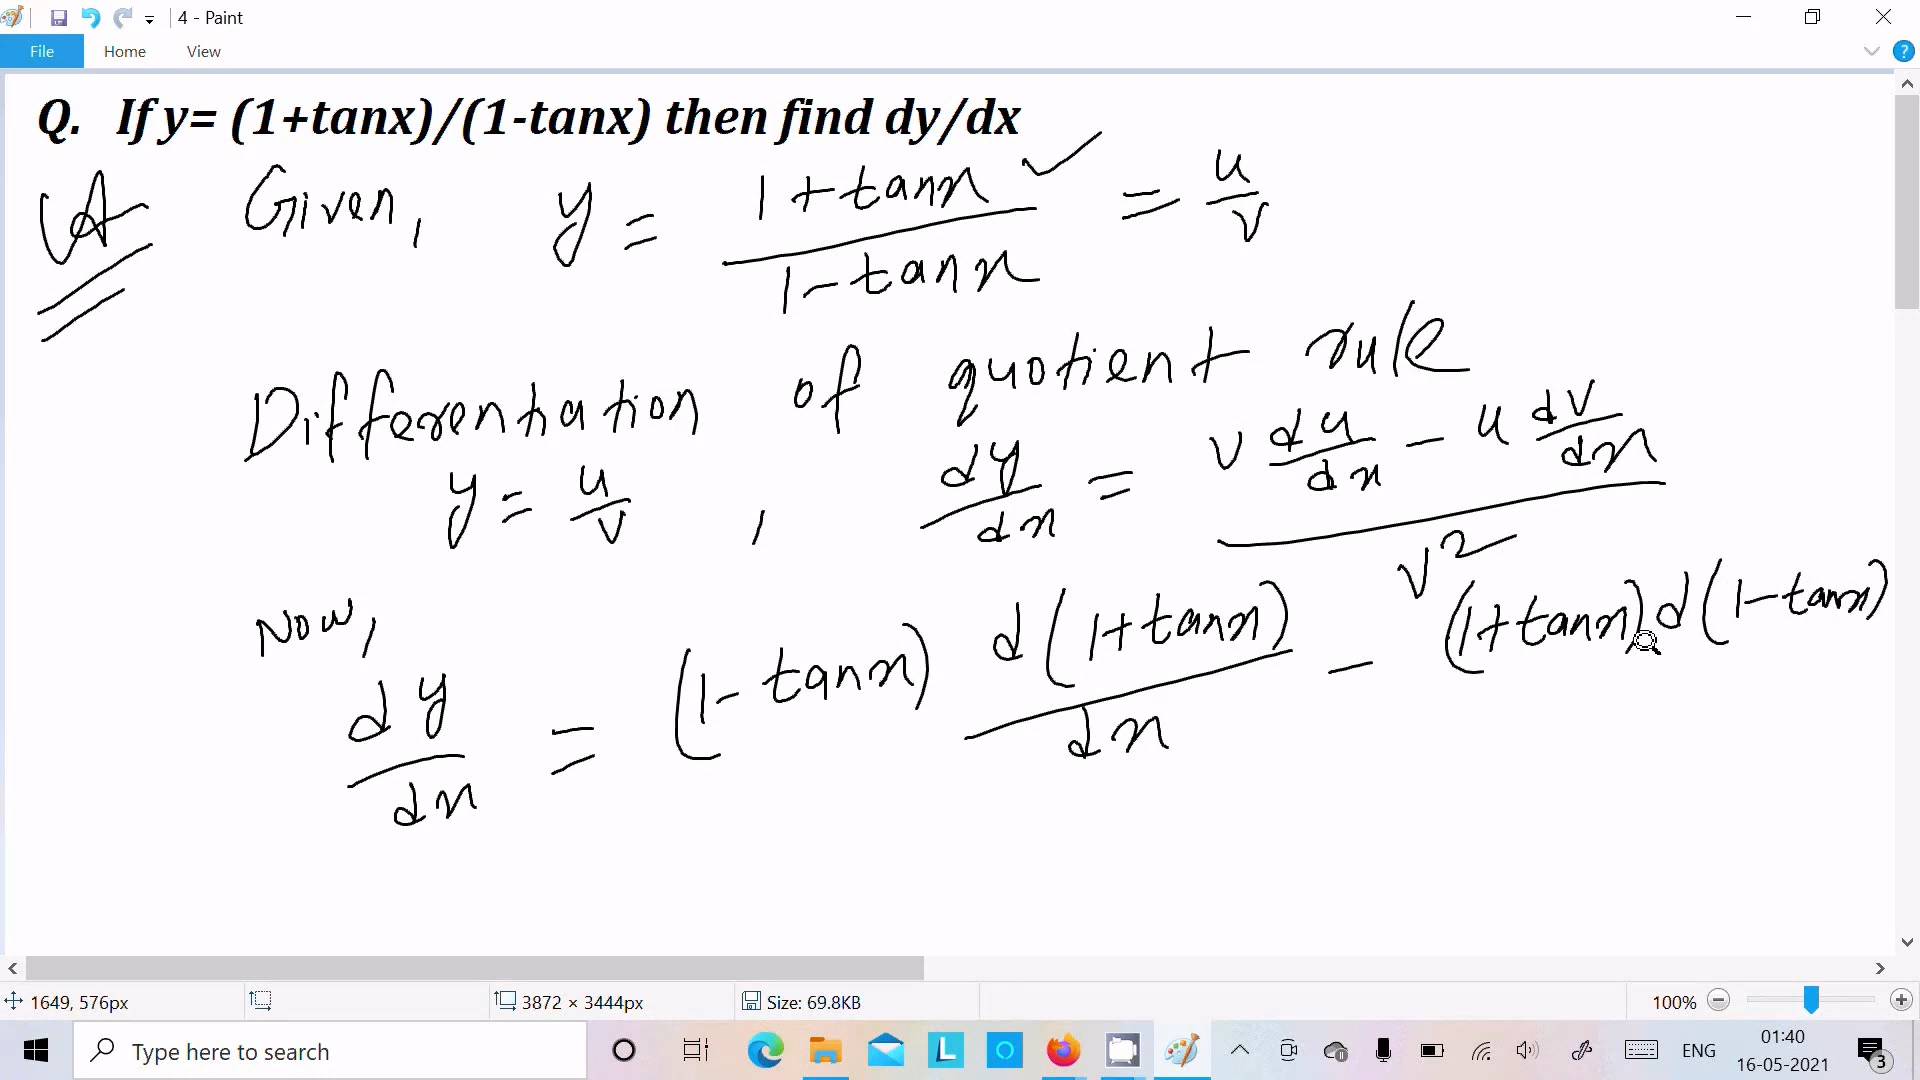 4 - Paint
File Home View
Q. If y= (1+tanx)/(1-tanx) then find dy/dx
A Given, y = (1+tanx)/(1-tanx) = u/v
Differentiation of quotient rule
y = u/v , dy/dx = (v du/dx - u dv/dx)/v²
Now,
dy/dx = (1-tanx) d(1+tanx)/dx - (1+tanx) d(1-tanx)
1649, 576px 3872 × 3444px Size: 69.8KB 100%
Type here to search ENG 01:40
16-05-2021 3